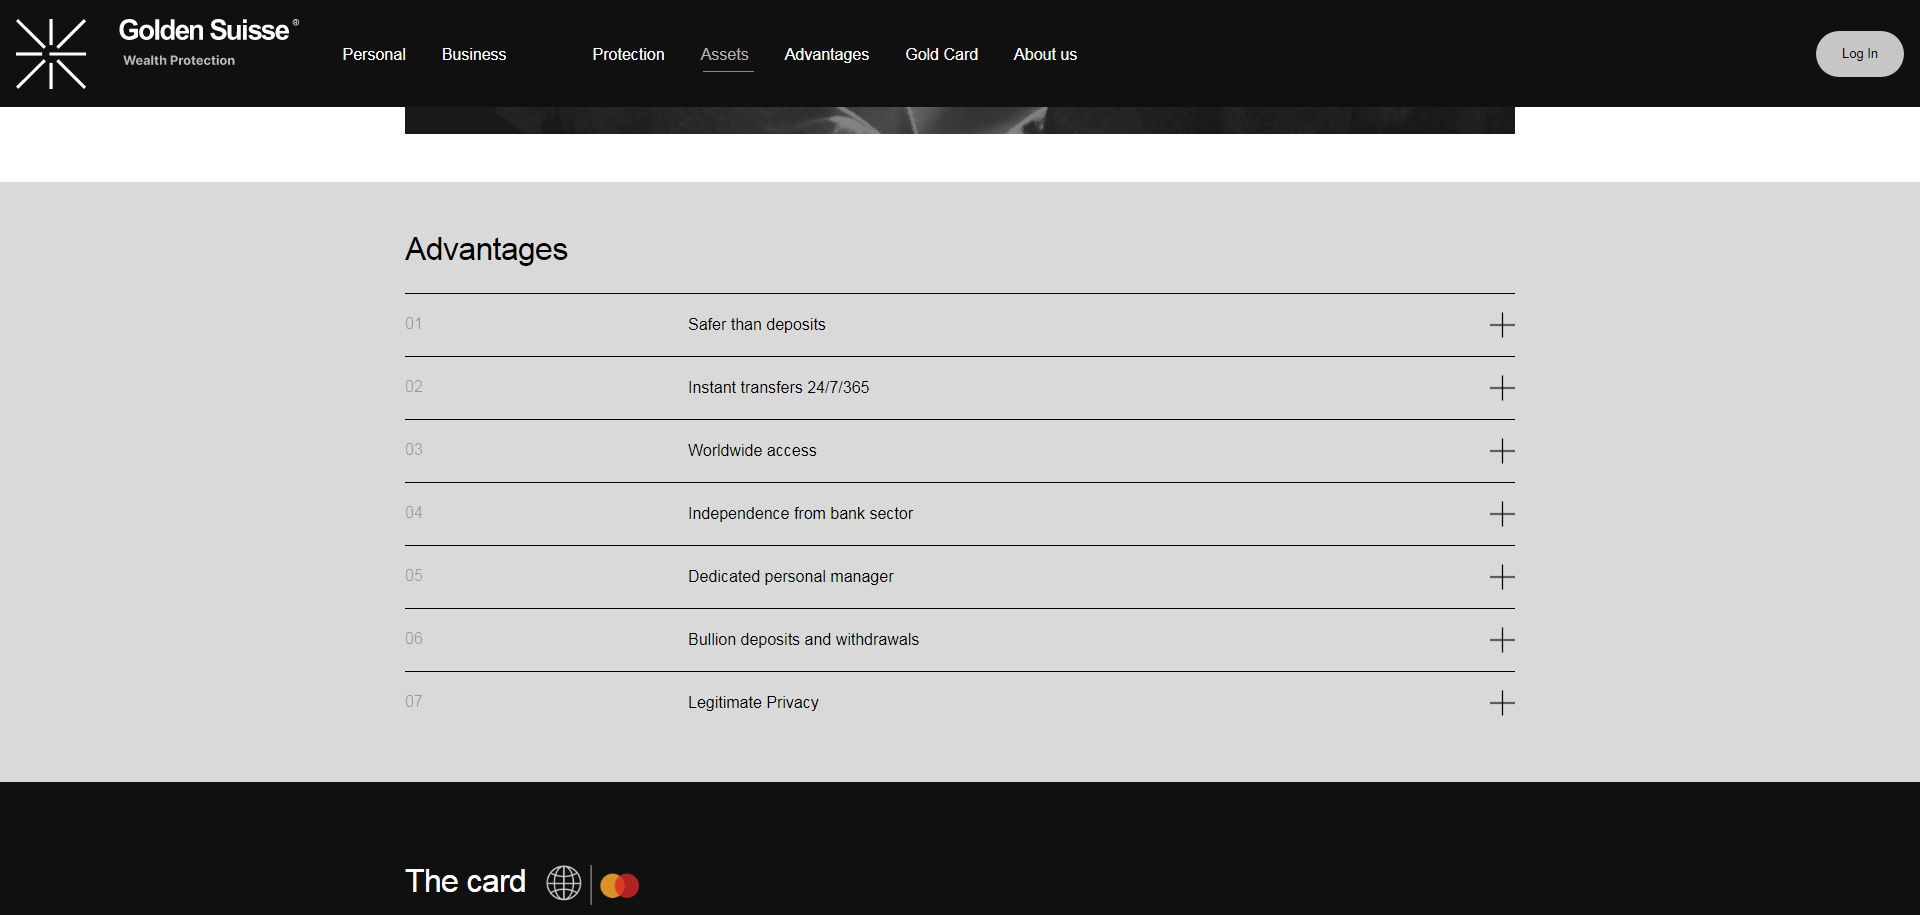 Golden Suisse®
Wealth Protection
Personal Business Protection Assets Advantages Gold Card About us
Log In
Advantages
01 Safer than deposits
02 Instant transfers 24/7/365
03 Worldwide access
04 Independence from bank sector
05 Dedicated personal manager
06 Bullion deposits and withdrawals
07 Legitimate Privacy
The card